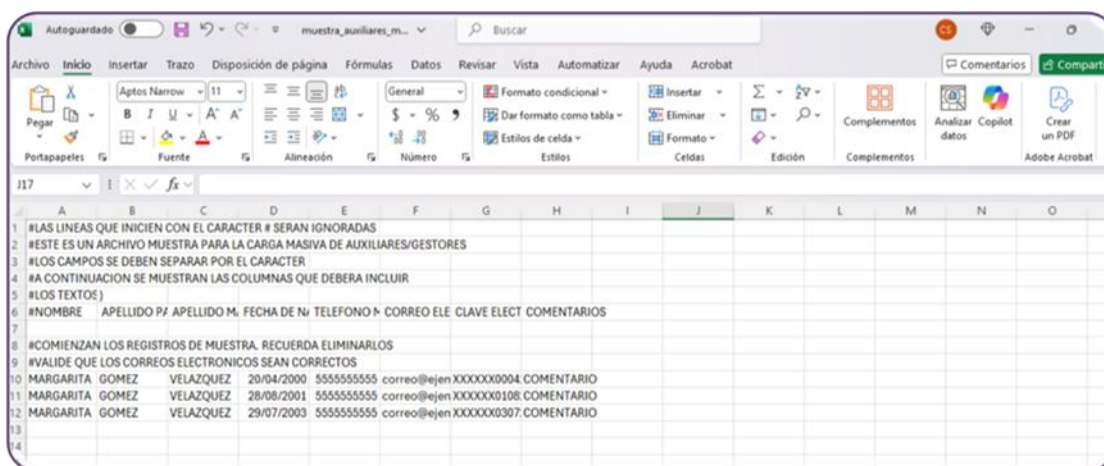 Autoguardado muestra_auxiliares_m... Buscar CS
Archivo Inicio Insertar Trazo Disposición de página Fórmulas Datos Revisar Vista Automatizar Ayuda Acrobat Comentarios Comparti
Aptos Narrow 11 General Formato condicional Insertar
Pegar N K S $ % Dar formato como tabla Eliminar Complementos Analizar datos Copilot Crear un PDF
Estilos de celda Formato
Portapapeles Fuente Alineación Número Estilos Celdas Edición Complementos Adobe Acrobat
J17 fx
A B C D E F G H I J K L M N O
1 #LAS LINEAS QUE INICIEN CON EL CARACTER # SERAN IGNORADAS
2 #ESTE ES UN ARCHIVO MUESTRA PARA LA CARGA MASIVA DE AUXILIARES/GESTORES
3 #LOS CAMPOS SE DEBEN SEPARAR POR EL CARACTER
4 #A CONTINUACION SE MUESTRAN LAS COLUMNAS QUE DEBERA INCLUIR
5 #LOS TEXTOS )
6 #NOMBRE APELLIDO PA APELLIDO M. FECHA DE NA TELEFONO M CORREO ELE CLAVE ELECT COMENTARIOS
7
8 #COMIENZAN LOS REGISTROS DE MUESTRA. RECUERDA ELIMINARLOS
9 #VALIDE QUE LOS CORREOS ELECTRONICOS SEAN CORRECTOS
10 MARGARITA GOMEZ VELAZQUEZ 20/04/2000 5555555555 correo@ejen XXXXXX0004 COMENTARIO
11 MARGARITA GOMEZ VELAZQUEZ 28/08/2001 5555555555 correo@ejen XXXXXX0108 COMENTARIO
12 MARGARITA GOMEZ VELAZQUEZ 29/07/2003 5555555555 correo@ejen XXXXXX0307 COMENTARIO
13
14